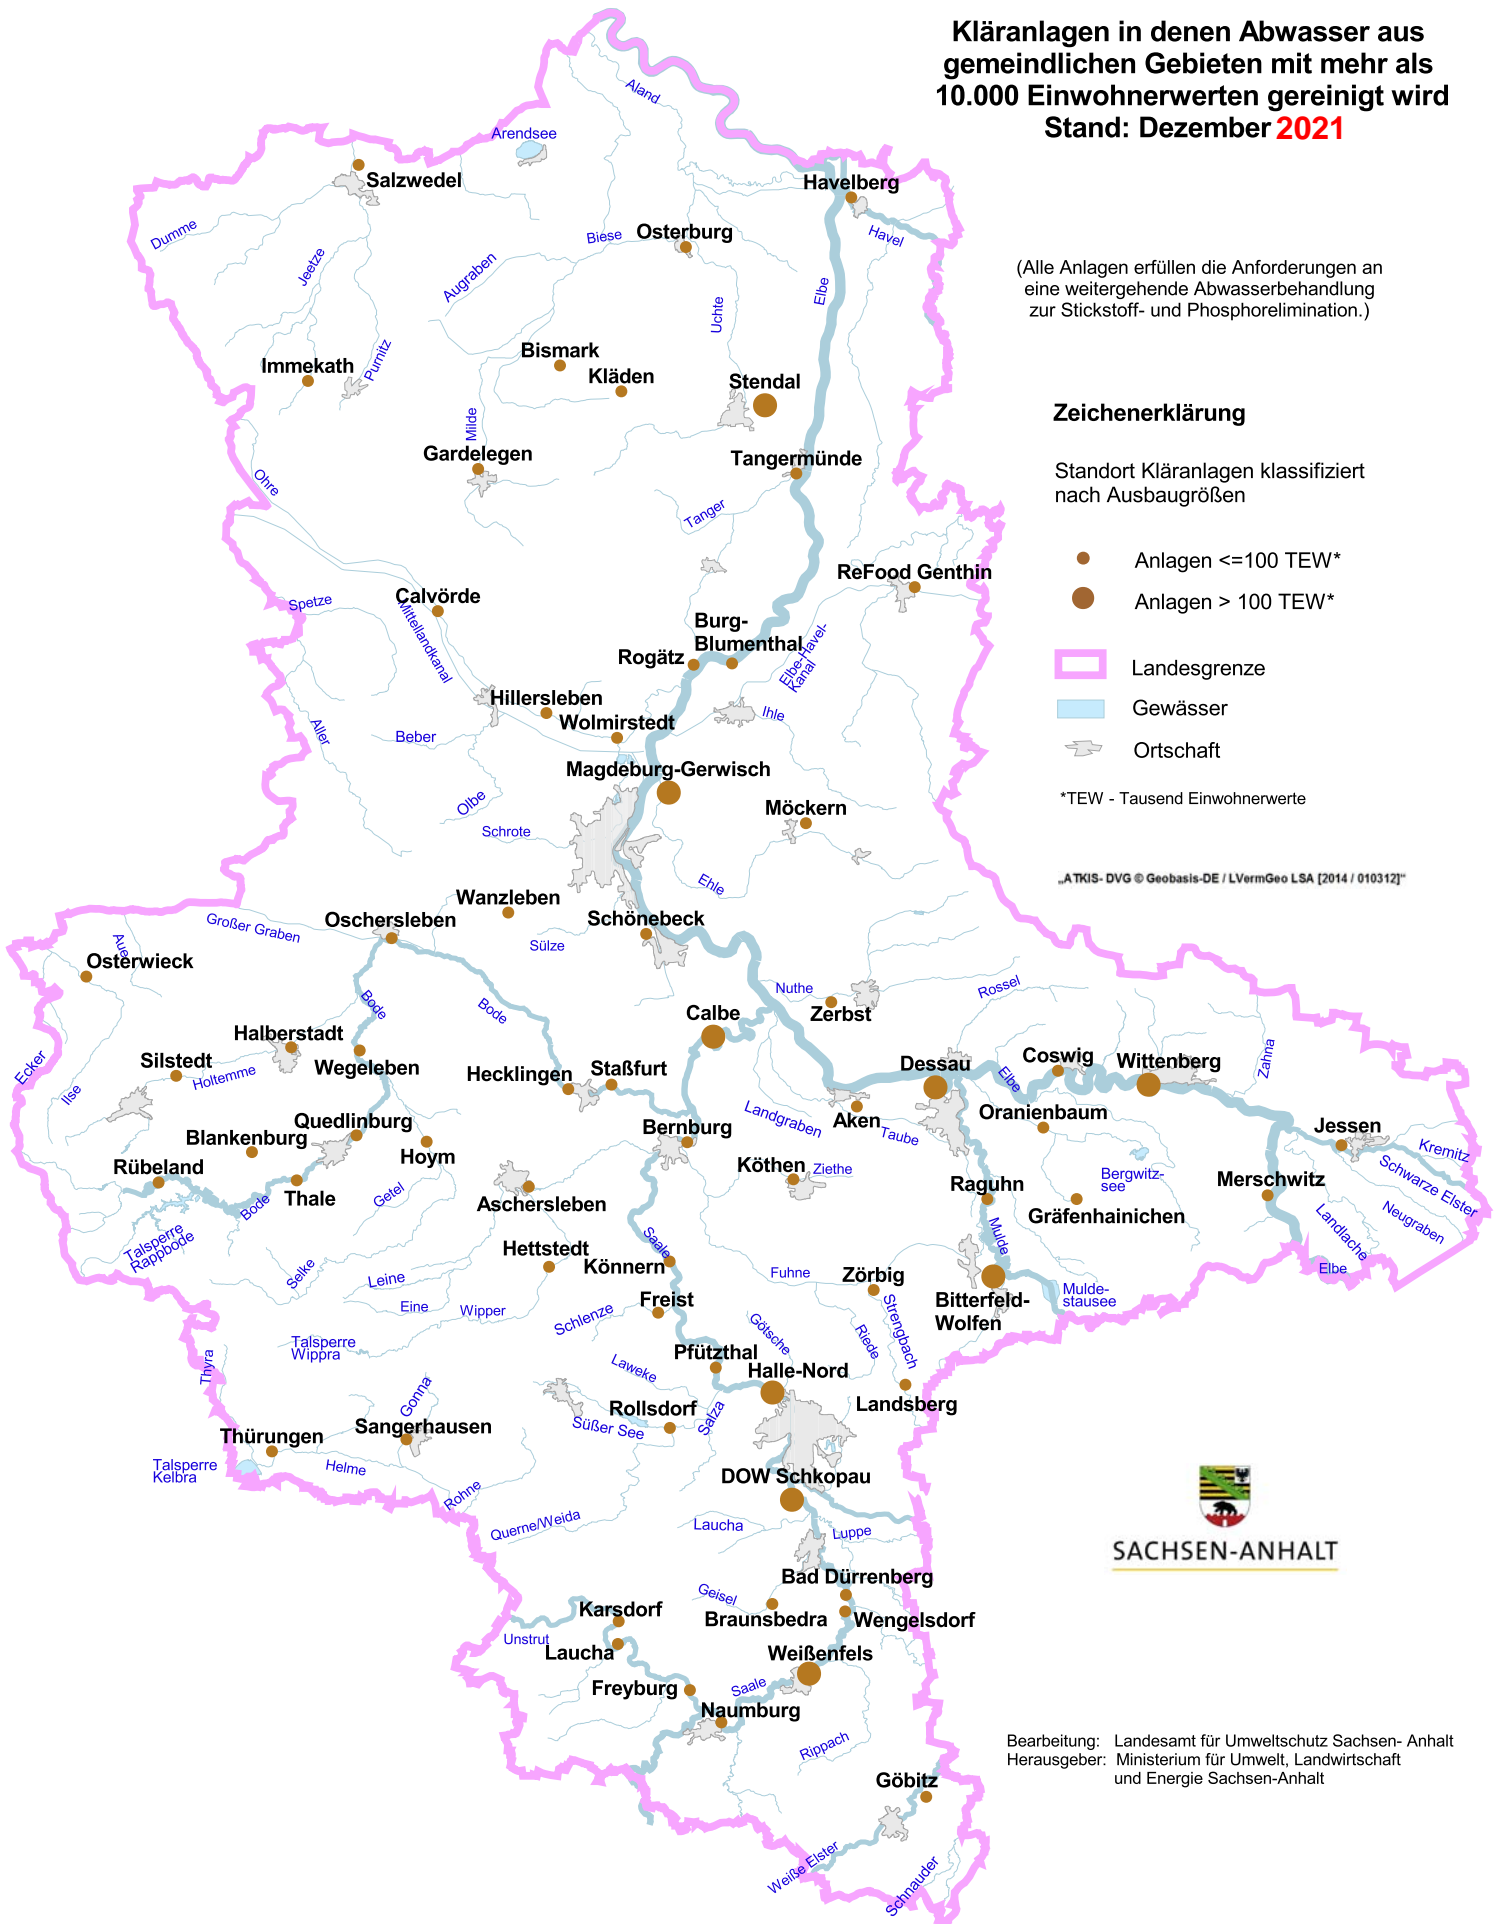 Kläranlagen in denen Abwasser aus
gemeindlichen Gebieten mit mehr als
10.000 Einwohnerwerten gereinigt wird
Stand: Dezember 2021
(Alle Anlagen erfüllen die Anforderungen an
eine weitergehende Abwasserbehandlung
zur Stickstoff- und Phosphorelimination.)
Zeichenerklärung
Standort Kläranlagen klassifiziert
nach Ausbaugrößen
Anlagen <=100 TEW*
Anlagen > 100 TEW*
Landesgrenze
Gewässer
Ortschaft
*TEW - Tausend Einwohnerwerte
„ATKIS- DVG © Geobasis-DE / LVermGeo LSA [2014 / 010312]“
SACHSEN-ANHALT
Bearbeitung: Landesamt für Umweltschutz Sachsen- Anhalt
Herausgeber: Ministerium für Umwelt, Landwirtschaft
und Energie Sachsen-Anhalt
Aland
Arendsee
Salzwedel
Havelberg
Dumme
Jeetze
Augraben
Biese
Osterburg
Havel
Elbe
Uchte
Immekath
Purnitz
Bismark
Kläden
Stendal
Milde
Gardelegen
Tangermünde
Ohre
Tanger
ReFood Genthin
Spetze
Calvörde
Mittellandkanal
Burg-
Blumenthal
Rogätz
Elbe-Havel-
Kanal
Hillersleben
Wolmirstedt
Ihle
Aller
Beber
Magdeburg-Gerwisch
Olbe
Möckern
Schrote
Ehle
Wanzleben
Oschersleben
Großer Graben
Schönebeck
Aue
Sülze
Osterwieck
Nuthe
Rossel
Bode
Bode
Calbe
Zerbst
Halberstadt
Wegeleben
Silstedt
Holtemme
Ecker
Ilse
Hecklingen
Staßfurt
Dessau
Coswig
Wittenberg
Zahna
Elbe
Quedlinburg
Blankenburg
Bernburg
Landgraben
Aken
Taube
Oranienbaum
Jessen
Kremitz
Rübeland
Hoym
Köthen
Ziethe
Raguhn
Bergwitz-
see
Merschwitz
Schwarze Elster
Thale
Bode
Getel
Aschersleben
Gräfenhainichen
Neugraben
Landlache
Talsperre
Rappbode
Selke
Hettstedt
Saale
Könnern
Mulde
Elbe
Leine
Fuhne
Zörbig
Mulde-
stausee
Eine
Wipper
Freist
Schlenze
Bitterfeld-
Wolfen
Strengbach
Talsperre
Wippra
Götsche
Riede
Thyra
Pfützthal
Laweke
Halle-Nord
Gonna
Rollsdorf
Salza
Landsberg
Süßer See
Thürungen
Sangerhausen
Talsperre
Kelbra
Helme
DOW Schkopau
Rohne
Querne/Weida
Laucha
Luppe
Bad Dürrenberg
Geisel
Braunsbedra
Wengelsdorf
Karsdorf
Unstrut
Laucha
Weißenfels
Freyburg
Saale
Naumburg
Rippach
Göbitz
Weiße Elster
Schnauder